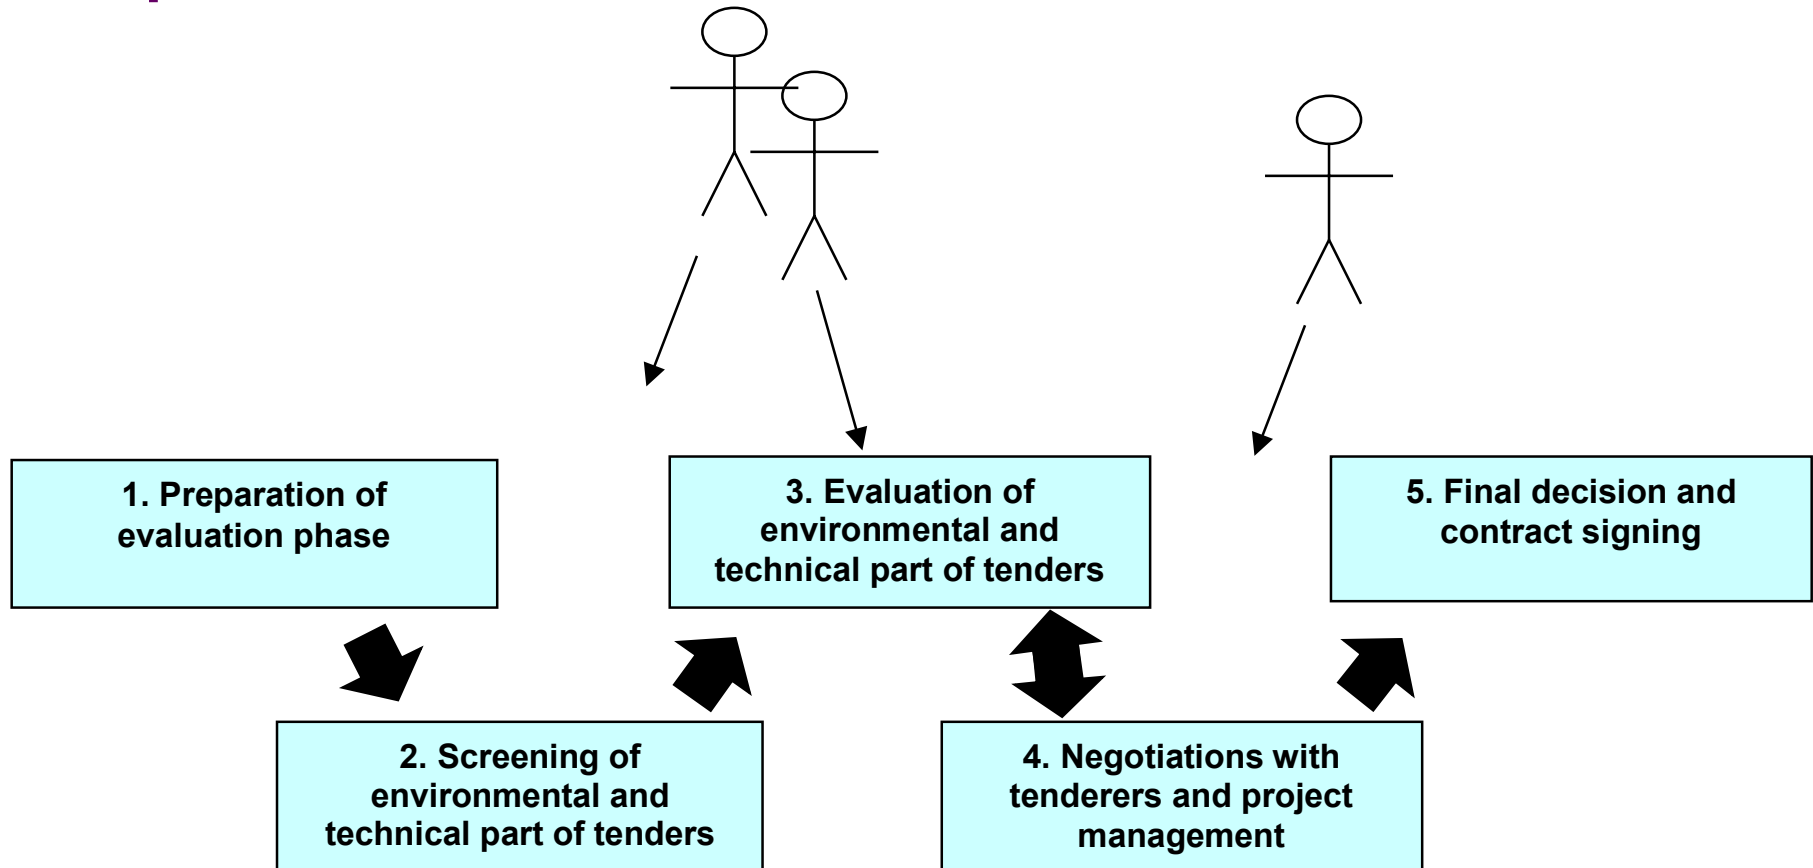 1. Preparation of
evaluation phase
2. Screening of
environmental and
technical part of tenders
3. Evaluation of
environmental and
technical part of tenders
4. Negotiations with
tenderers and project
management
5. Final decision and
contract signing